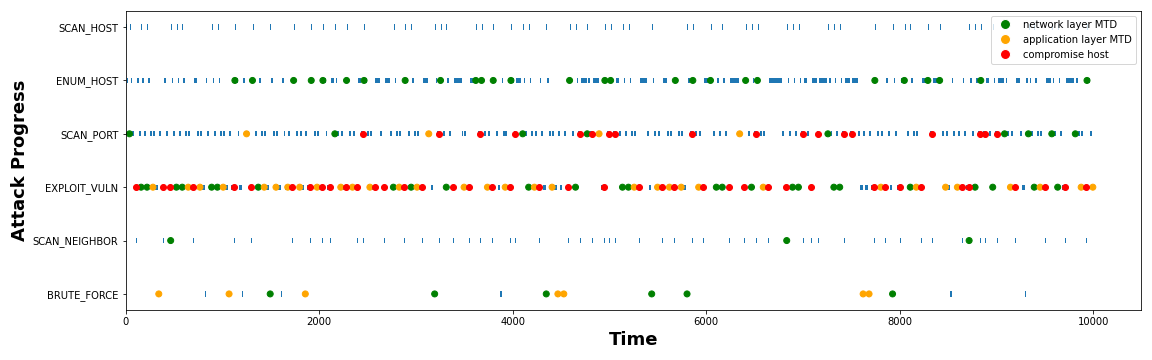 SCAN_HOST
ENUM_HOST
SCAN_PORT
EXPLOIT_VULN
SCAN_NEIGHBOR
BRUTE_FORCE
Attack Progress
network layer MTD
application layer MTD
compromise host
0 2000 4000 6000 8000 10000
Time